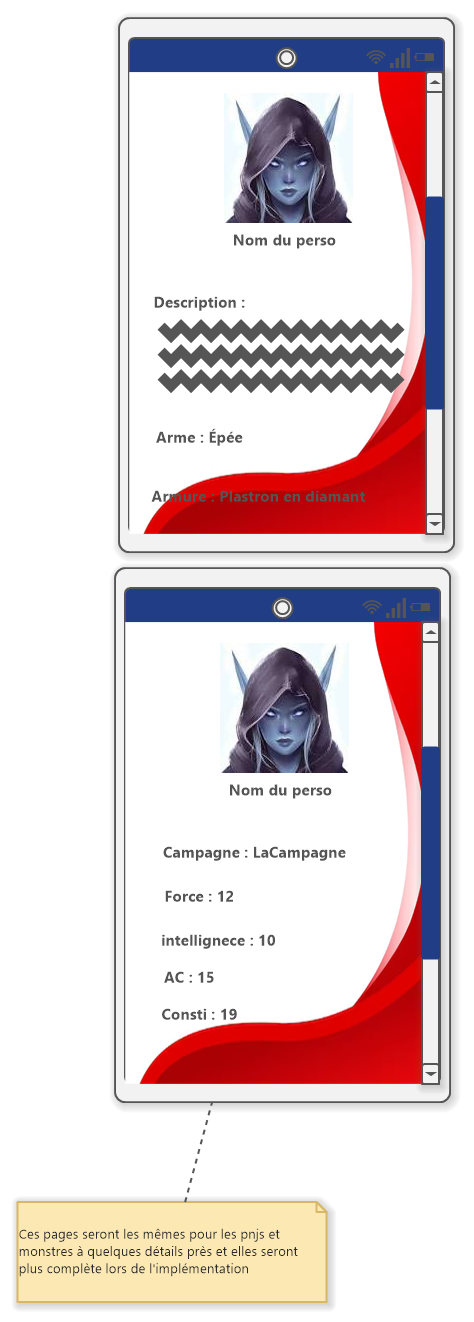 Nom du perso
Description :
Arme : Épée
Armure : Plastron en diamant
Nom du perso
Campagne : LaCampagne
Force : 12
intellignece : 10
AC : 15
Consti : 19
Ces pages seront les mêmes pour les pnjs et
monstres à quelques détails près et elles seront
plus complète lors de l'implémentation